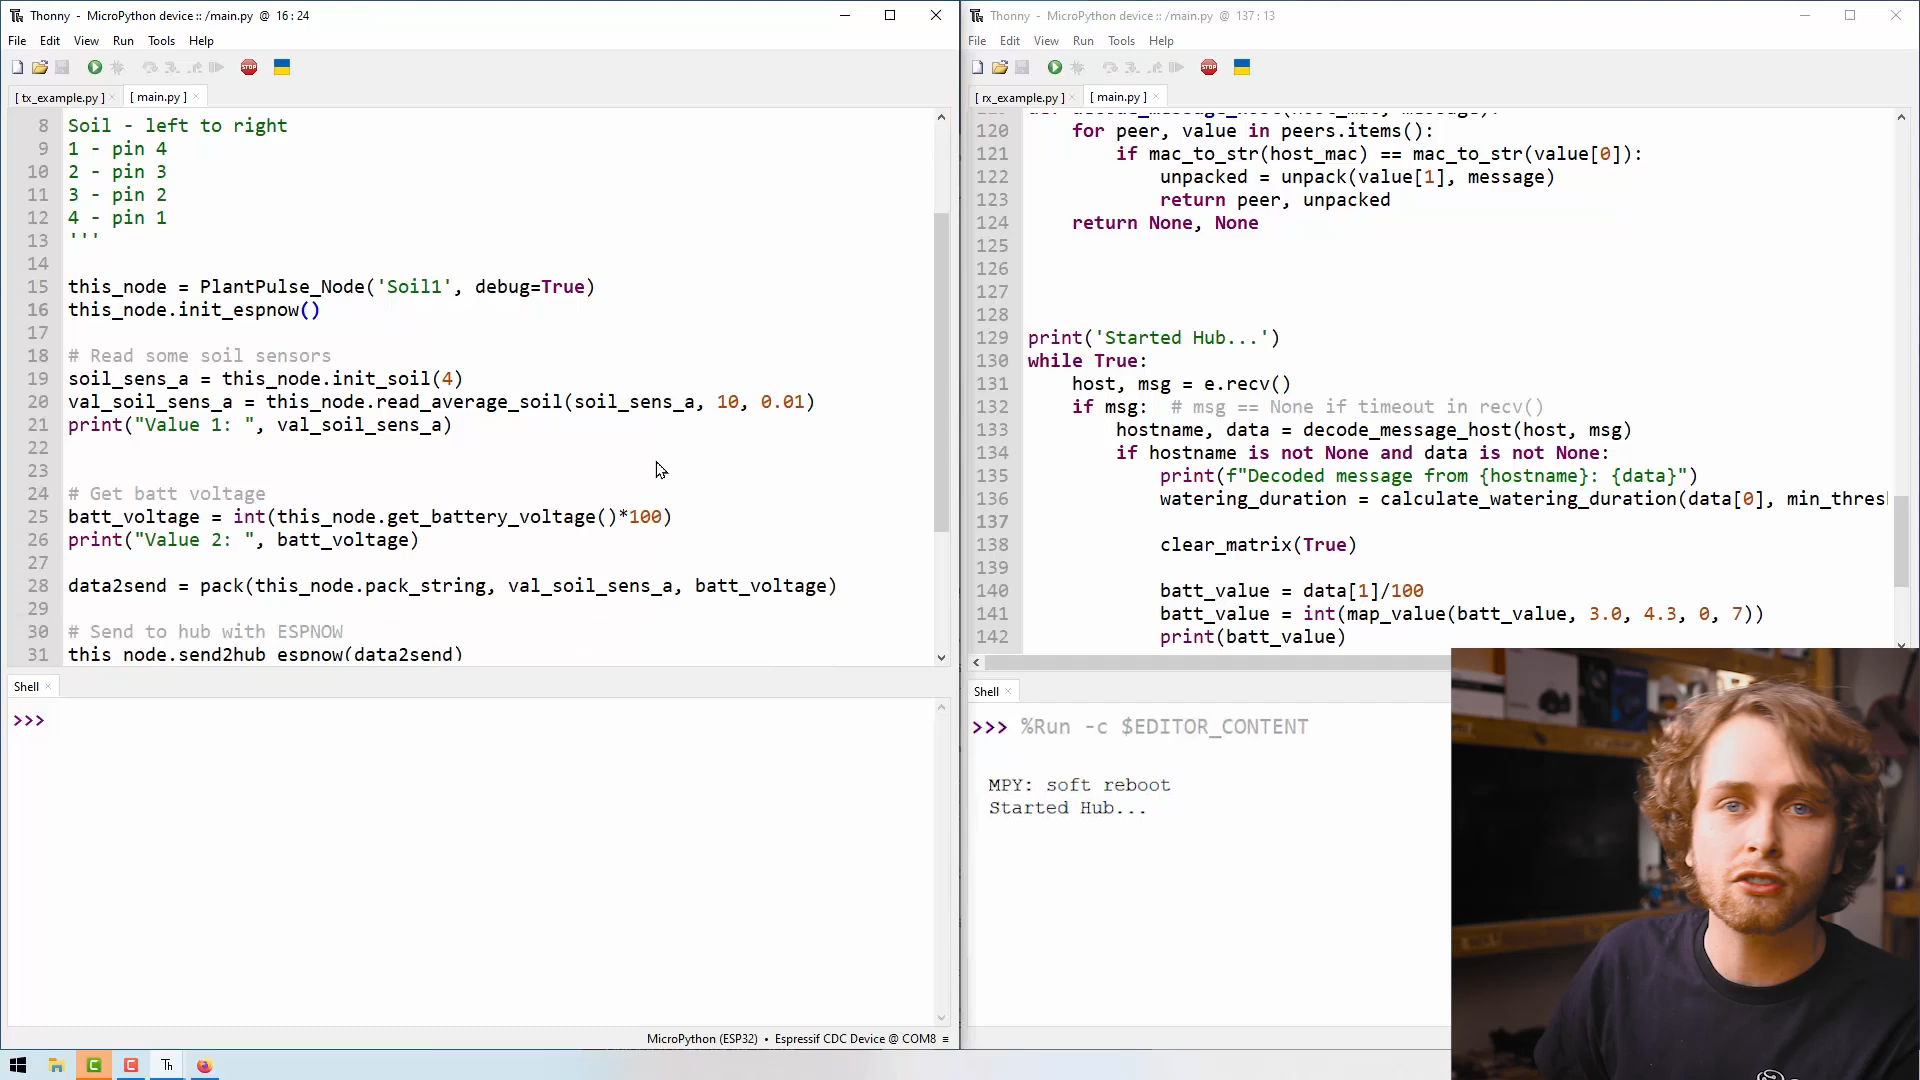 Thonny - MicroPython device :: /main.py @ 16 : 24
File Edit View Run Tools Help
STOP
[ tx_example.py ] × [ main.py ] ×
8 Soil - left to right
9 1 - pin 4
10 2 - pin 3
11 3 - pin 2
12 4 - pin 1
13 '''
14
15 this_node = PlantPulse_Node('Soil1', debug=True)
16 this_node.init_espnow()
17
18 # Read some soil sensors
19 soil_sens_a = this_node.init_soil(4)
20 val_soil_sens_a = this_node.read_average_soil(soil_sens_a, 10, 0.01)
21 print("Value 1: ", val_soil_sens_a)
22
23
24 # Get batt voltage
25 batt_voltage = int(this_node.get_battery_voltage()*100)
26 print("Value 2: ", batt_voltage)
27
28 data2send = pack(this_node.pack_string, val_soil_sens_a, batt_voltage)
29
30 # Send to hub with ESPNOW
31 this_node.send2hub_espnow(data2send)
Shell ×
>>>
MicroPython (ESP32) • Espressif CDC Device @ COM8 ≡
Thonny - MicroPython device :: /main.py @ 137 : 13
File Edit View Run Tools Help
STOP
[ rx_example.py ] × [ main.py ] ×
120 for peer, value in peers.items():
121 if mac_to_str(host_mac) == mac_to_str(value[0]):
122 unpacked = unpack(value[1], message)
123 return peer, unpacked
124 return None, None
125
126
127
128
129 print('Started Hub...')
130 while True:
131 host, msg = e.recv()
132 if msg: # msg == None if timeout in recv()
133 hostname, data = decode_message_host(host, msg)
134 if hostname is not None and data is not None:
135 print(f"Decoded message from {hostname}: {data}")
136 watering_duration = calculate_watering_duration(data[0], min_thresl
137
138 clear_matrix(True)
139
140 batt_value = data[1]/100
141 batt_value = int(map_value(batt_value, 3.0, 4.3, 0, 7))
142 print(batt_value)
Shell ×
>>> %Run -c $EDITOR_CONTENT
MPY: soft reboot
Started Hub...